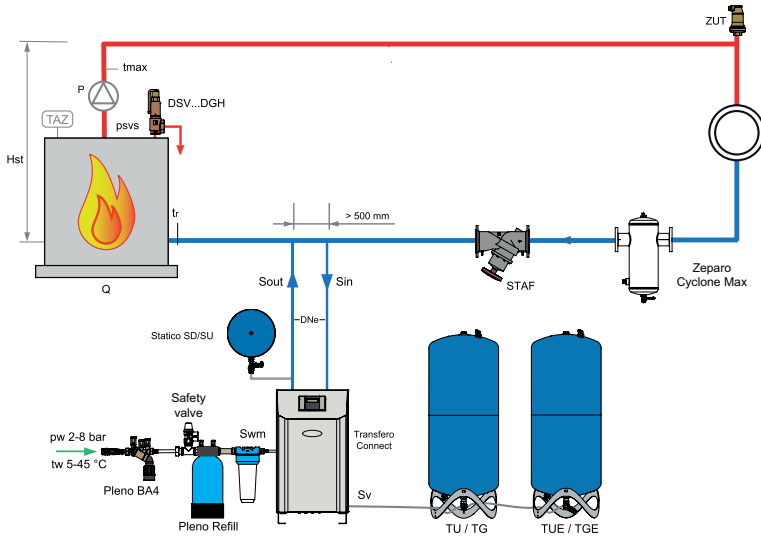 ZUT
tmax
P
DSV...DGH
TAZ
psvs
Hst
tr
> 500 mm
Q
Sout
Sin
STAF
Zeparo
Cyclone Max
DNe
Statico SD/SU
Safety
valve
Swm
Transfero
Connect
pw 2-8 bar
tw 5-45 °C
Pleno BA4
Pleno Refill
Sv
TU / TG
TUE / TGE